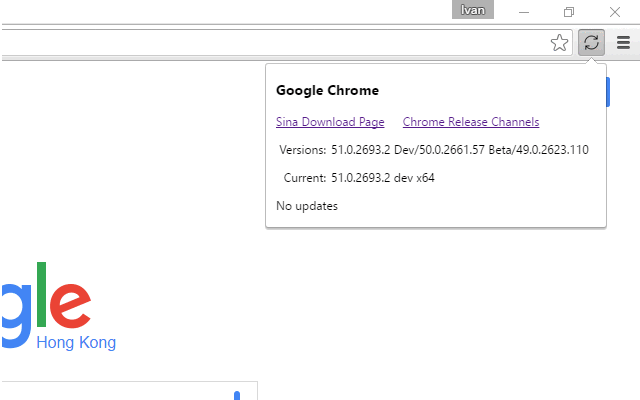 Ivan
Google Chrome
Sina Download Page Chrome Release Channels
Versions: 51.0.2693.2 Dev/50.0.2661.57 Beta/49.0.2623.110
Current: 51.0.2693.2 dev x64
No updates
gle
Hong Kong